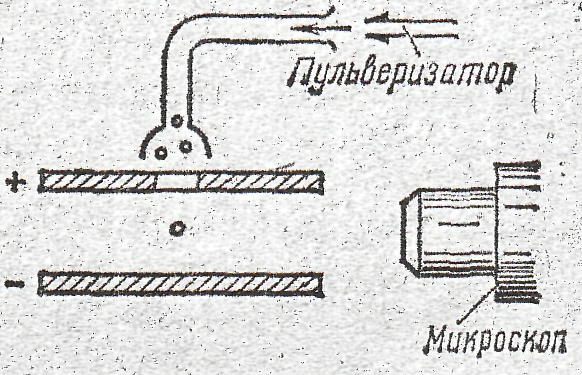 Пульверизатор
+
-
Микроскоп